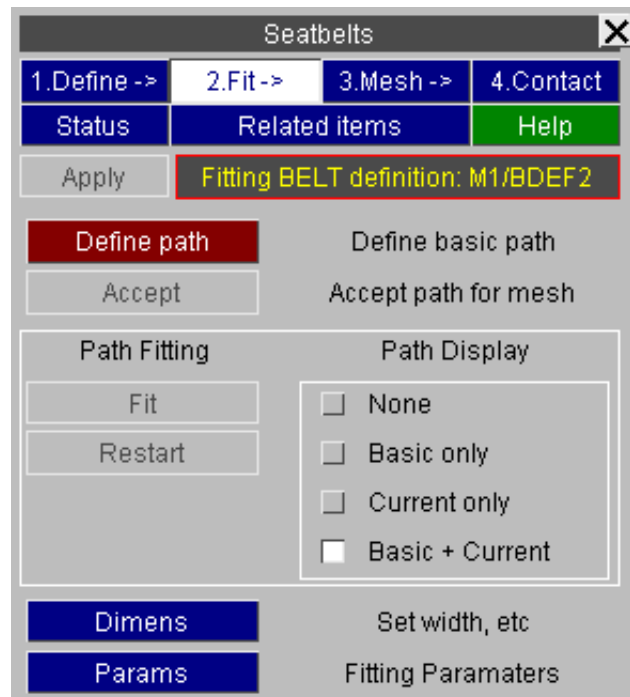 Seatbelts
1.Define -> 2.Fit-> 3.Mesh -> 4.Contact
Status Related items Help
Apply Fitting BELT definition: M1/BDEF2
Define path Define basic path
Accept Accept path for mesh
Path Fitting Path Display
Fit None
Restart Basic only
Current only
Basic + Current
Dimens Set width, etc
Params Fitting Paramaters